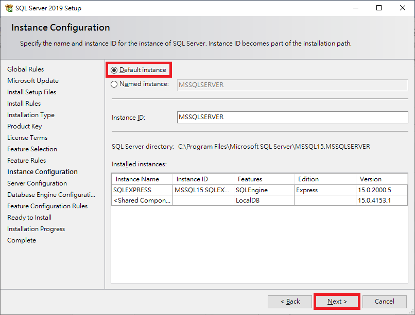 SQL Server 2019 Setup
Instance Configuration
Specify the name and instance ID for the instance of SQL Server. Instance ID becomes part of the installation path.
Global Rules
Microsoft Update
Install Setup Files
Install Rules
Installation Type
Product Key
License Terms
Feature Selection
Feature Rules
Instance Configuration
Server Configuration
Database Engine Configurati...
Feature Configuration Rules
Ready to Install
Installation Progress
Complete
Default instance
Named instance: MSSQLSERVER
Instance ID: MSSQLSERVER
SQL Server directory: C:\Program Files\Microsoft SQL Server\MSSQL15.MSSQLSERVER
Installed instances:
Instance Name Instance ID Features Edition Version
SQLEXPRESS MSSQL15.SQLEX... SQLEngine Express 15.0.2000.5
<Shared Compon... LocalDB 15.0.4153.1
< Back Next > Cancel